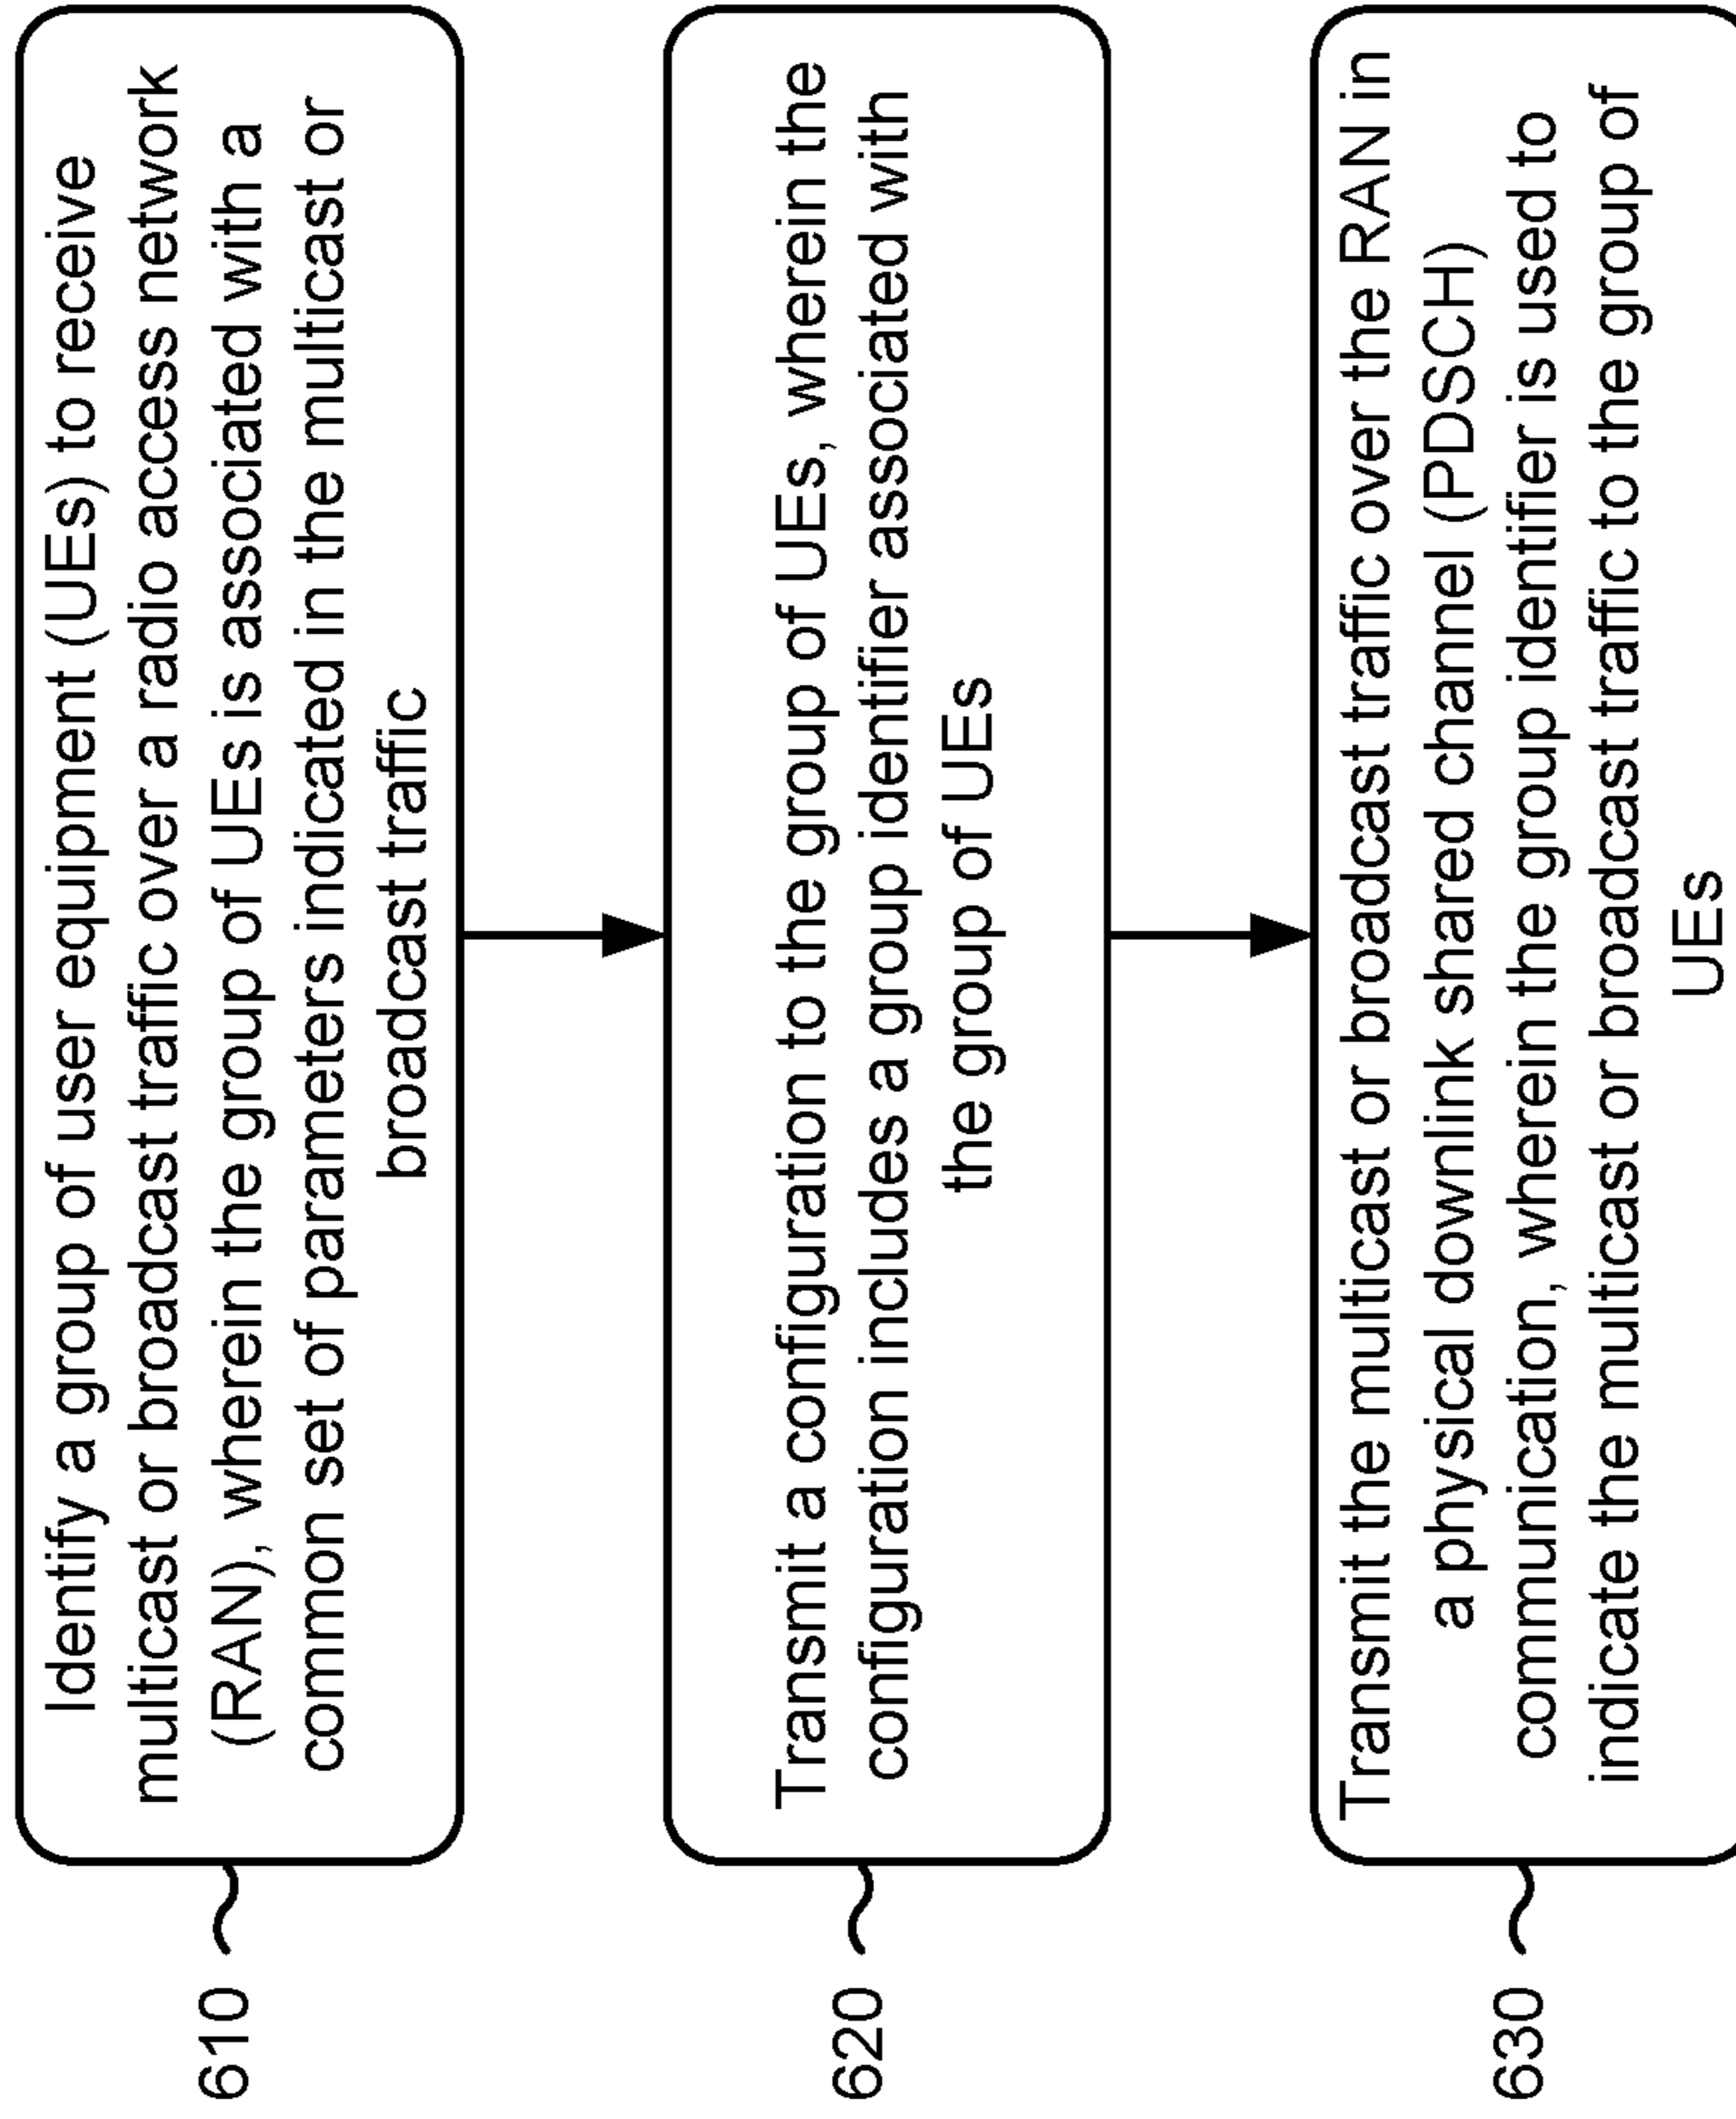 610
Identify a group of user equipment (UEs) to receive
multicast or broadcast traffic over a radio access network
(RAN), wherein the group of UEs is associated with a
common set of parameters indicated in the multicast or
broadcast traffic
620
Transmit a configuration to the group of UEs, wherein the
configuration includes a group identifier associated with
the group of UEs
630
Transmit the multicast or broadcast traffic over the RAN in
a physical downlink shared channel (PDSCH)
communication, wherein the group identifier is used to
indicate the multicast or broadcast traffic to the group of
UEs